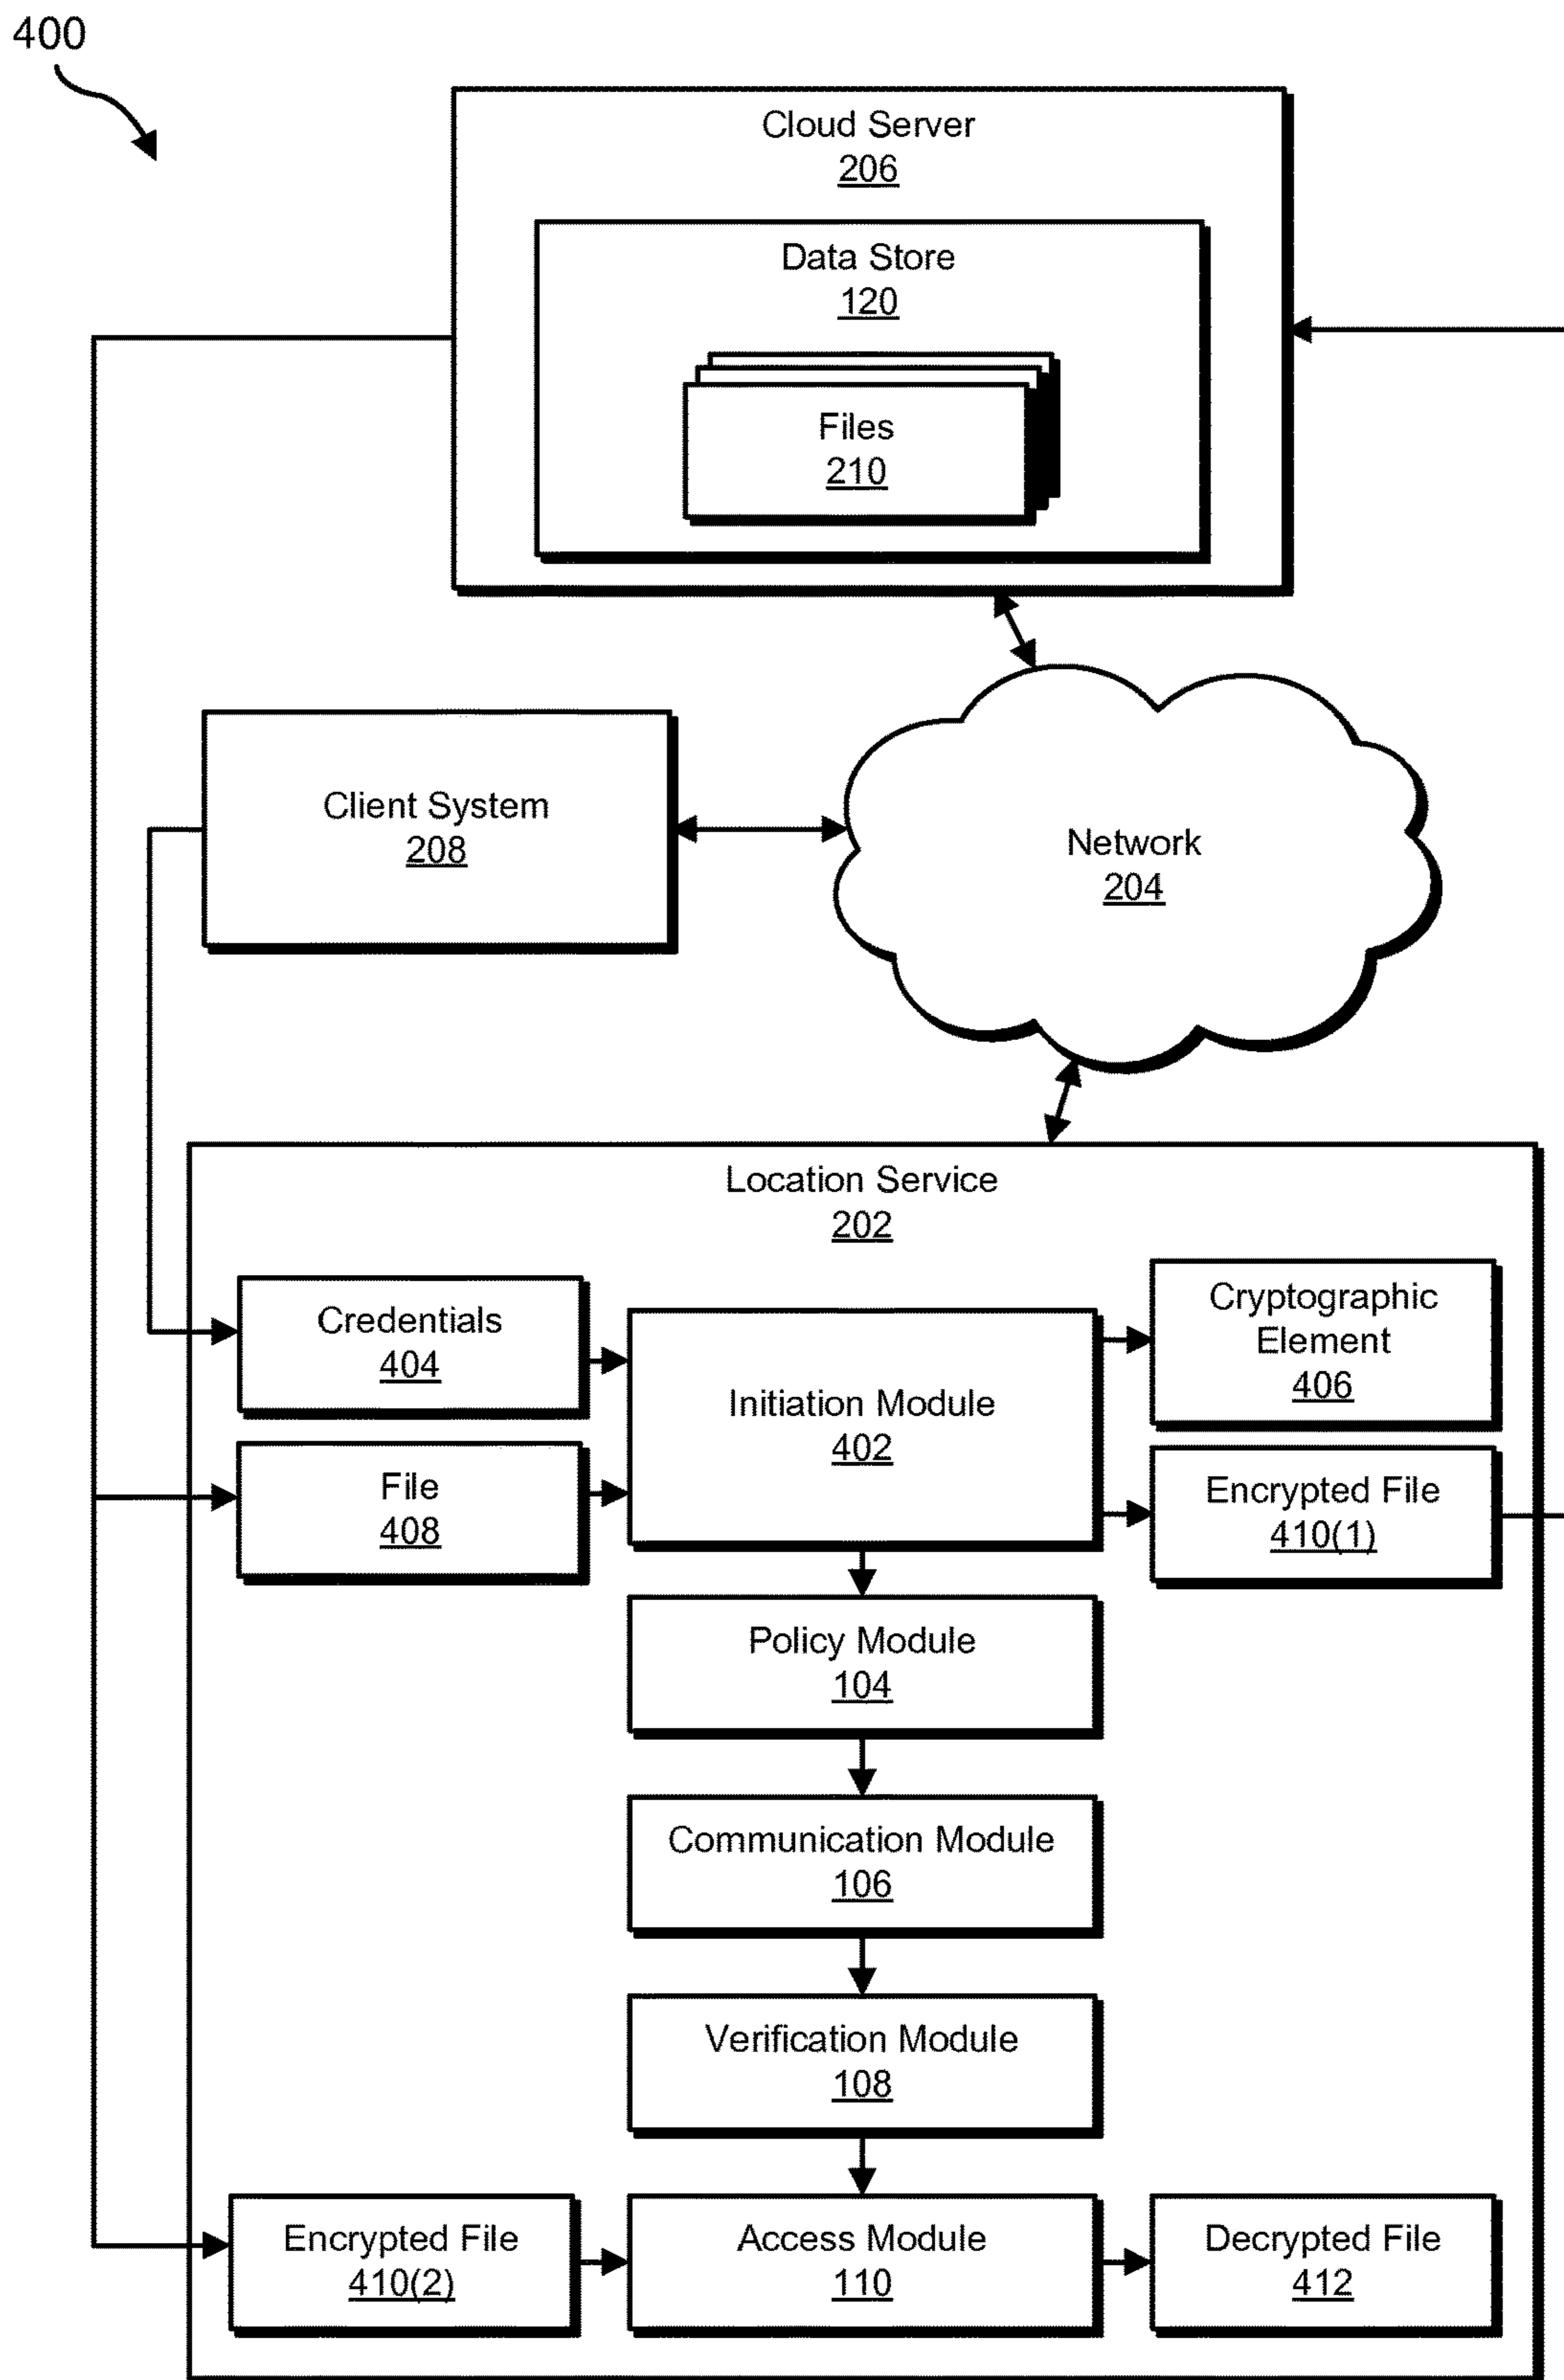 400
Cloud Server
206
Data Store
120
Files
210
Client System
208
Network
204
Location Service
202
Credentials
404
File
408
Initiation Module
402
Cryptographic
Element
406
Encrypted File
410(1)
Policy Module
104
Communication Module
106
Verification Module
108
Encrypted File
410(2)
Access Module
110
Decrypted File
412